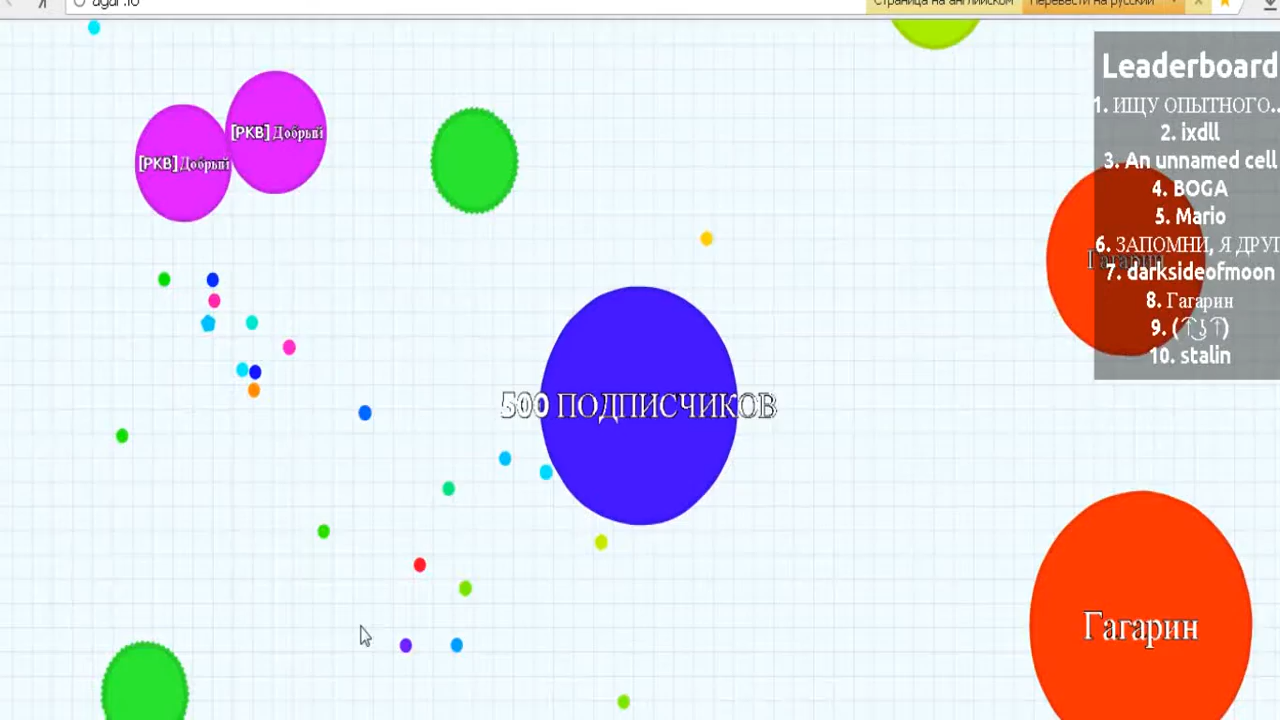 agar.io
Страница на английском
Перевести на русский
[PKB] Добрый
[PKB] Добрый
500 ПОДПИСЧИКОВ
Гагарин
Гагарин
Leaderboard
1. ИЩУ ОПЫТНОГО..
2. ixdll
3. An unnamed cell
4. BOGA
5. Mario
6. ЗАПОМНИ, Я ДРУГ
7. darksideofmoon
8. Гагарин
9. ( ͡° ͜ʖ ͡°)
10. stalin